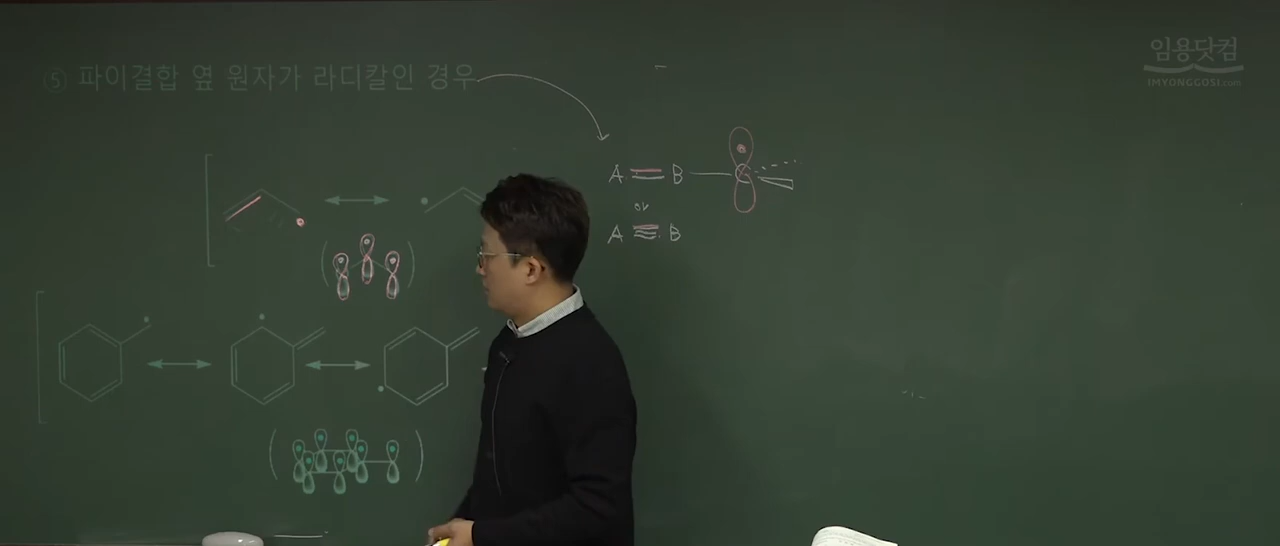 ⑤ 파이결합 옆 원자가 라디칼인 경우
임용닷컴
IMYONGGOSI.com
A = B — C
or
A ≡ B